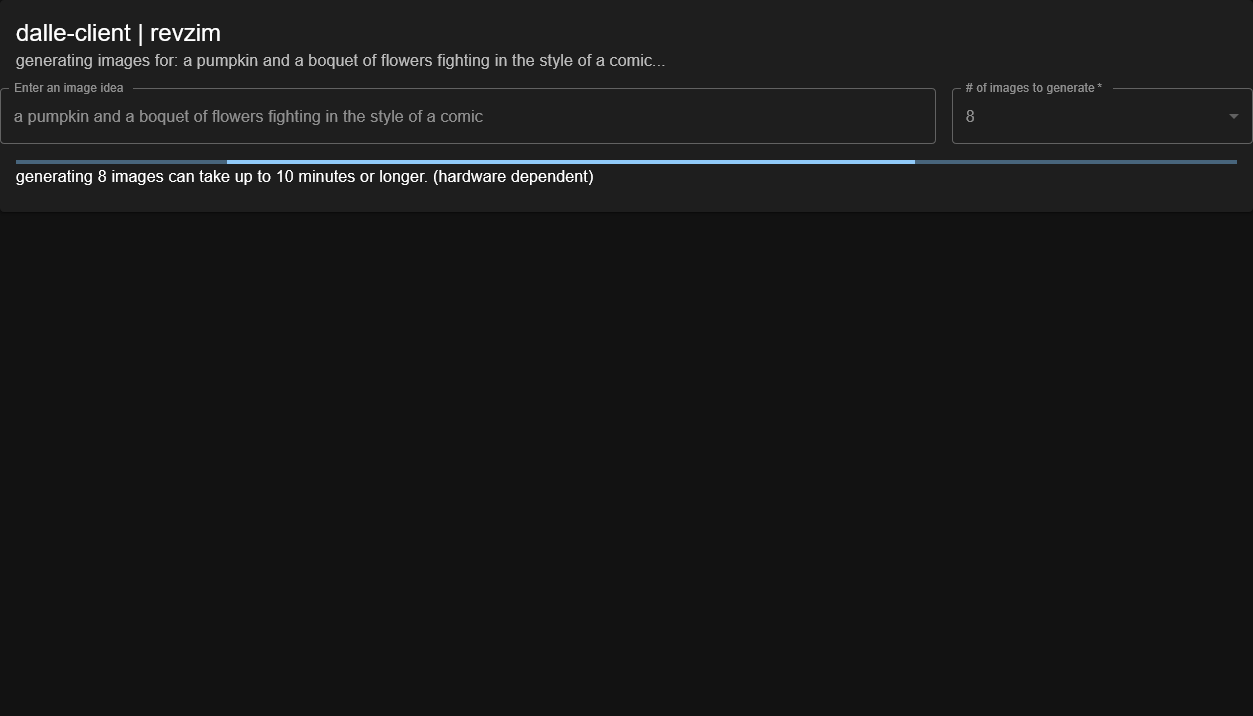 dalle-client | revzim
generating images for: a pumpkin and a boquet of flowers fighting in the style of a comic...
Enter an image idea
# of images to generate *
a pumpkin and a boquet of flowers fighting in the style of a comic
8
generating 8 images can take up to 10 minutes or longer. (hardware dependent)